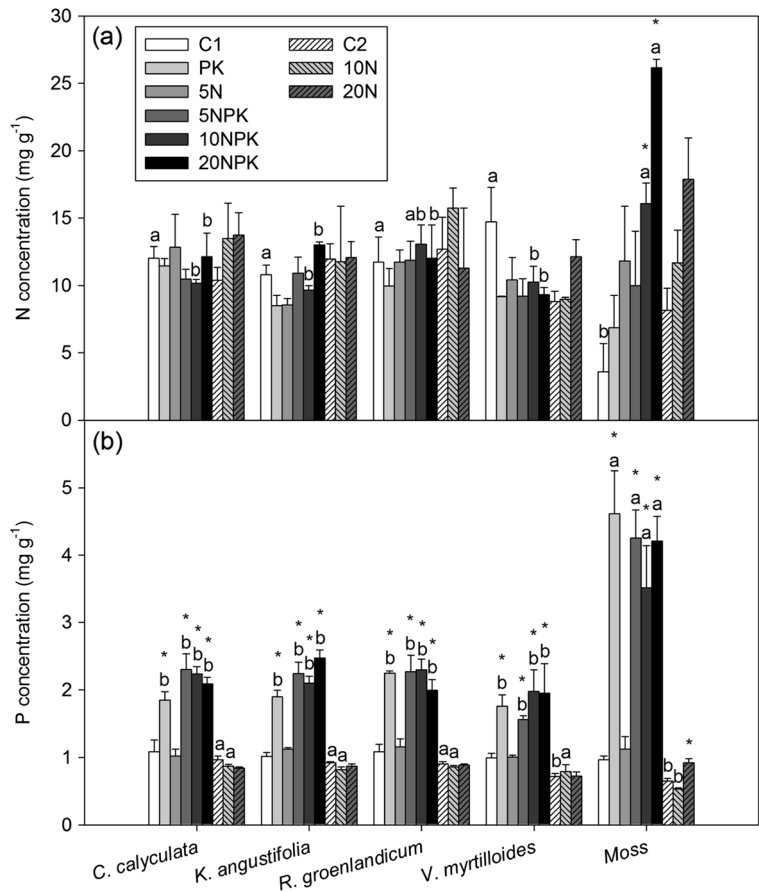 (a)
C1
PK
5N
5NPK
10NPK
20NPK
C2
10N
20N
N concentration (mg g⁻¹)
30
25
20
15
10
5
0
a b b
a b
a ab b
a b b
b a * a *
(b)
P concentration (mg g⁻¹)
5
4
3
2
1
0
* b * b * b * b a a
* b * b * b * b a a
* b * b * b * b a a
* b * b * b * b b a
* a * a * a * a b b *
C. calyculata
K. angustifolia
R. groenlandicum
V. myrtilloides
Moss